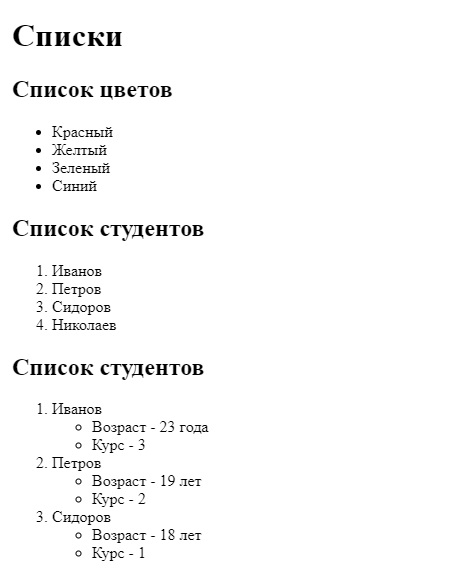 Списки
Список цветов
• Красный
• Желтый
• Зеленый
• Синий
Список студентов
1. Иванов
2. Петров
3. Сидоров
4. Николаев
Список студентов
1. Иванов
○ Возраст - 23 года
○ Курс - 3
2. Петров
○ Возраст - 19 лет
○ Курс - 2
3. Сидоров
○ Возраст - 18 лет
○ Курс - 1